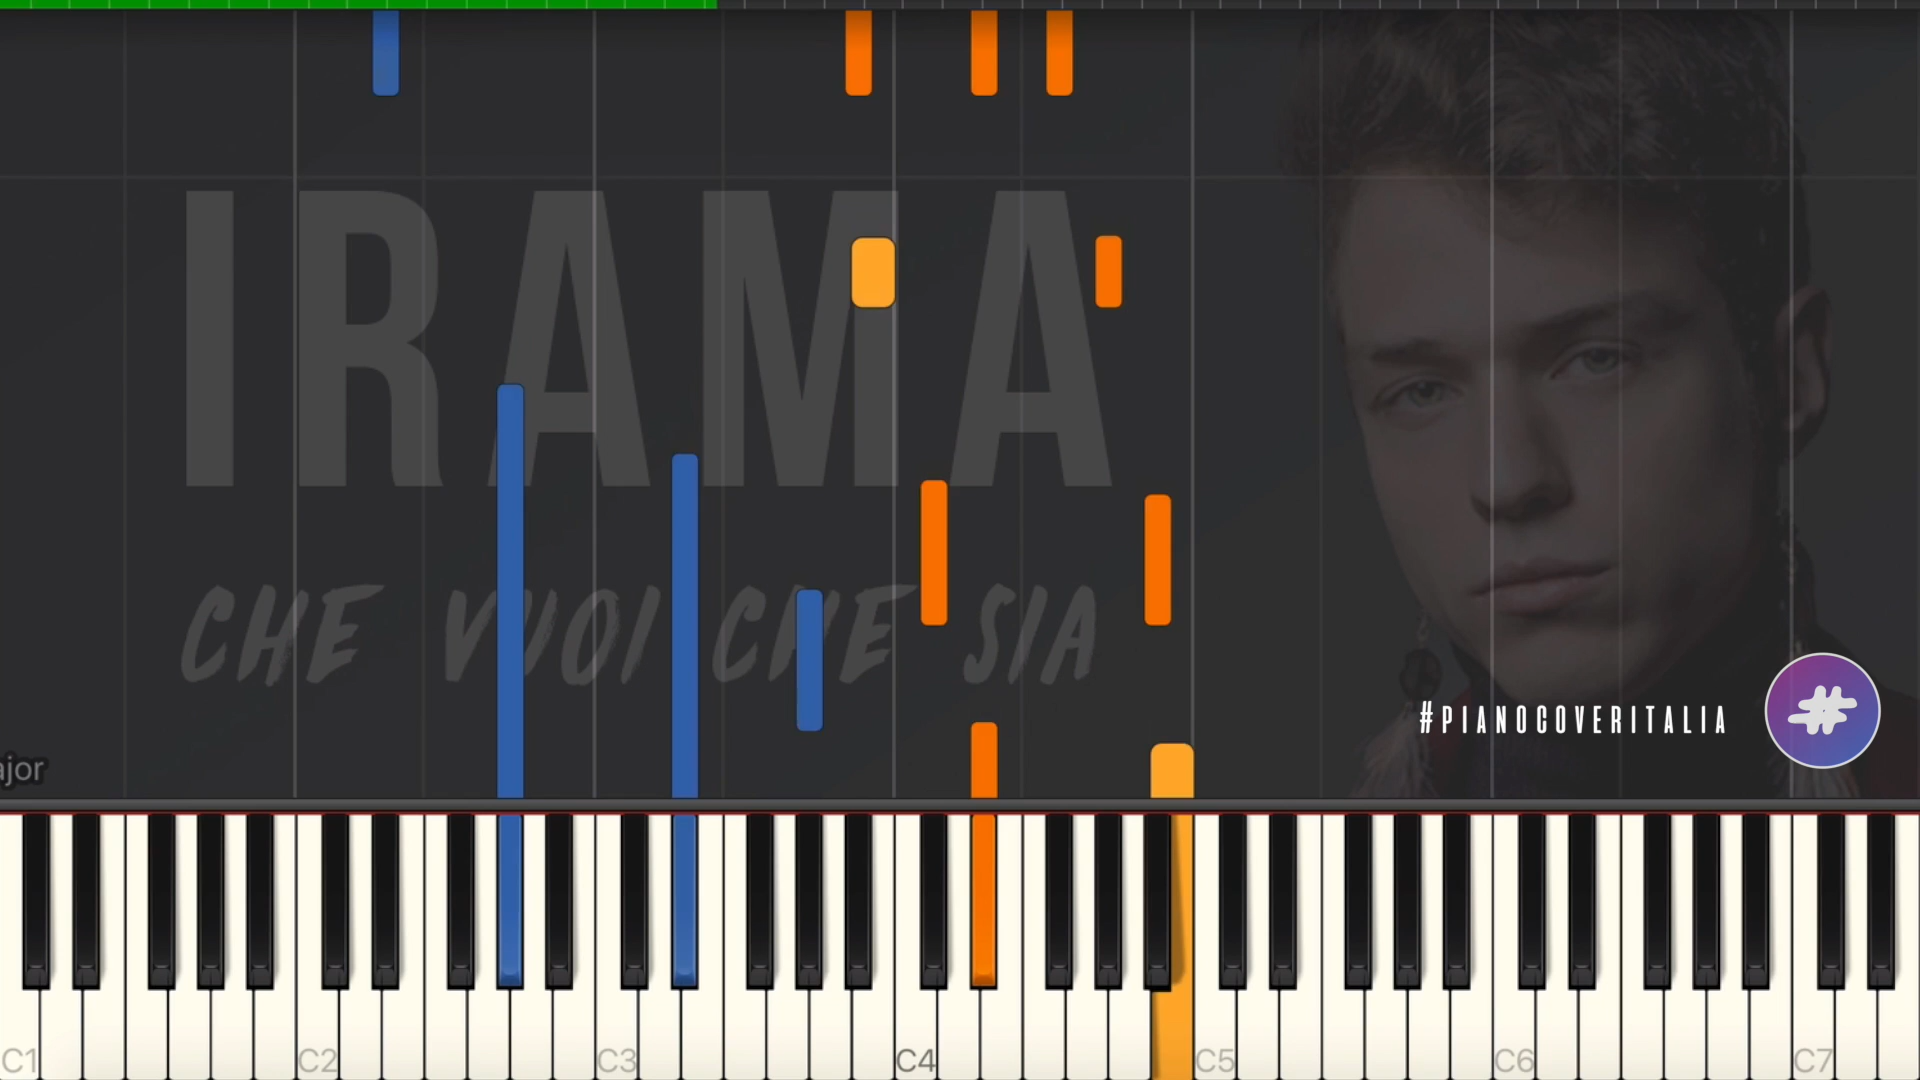 IRAMA
CHE VUOI CHE SIA
#PIANOCOVERITALIA
#
ajor
C1 C2 C3 C4 C5 C6 C7